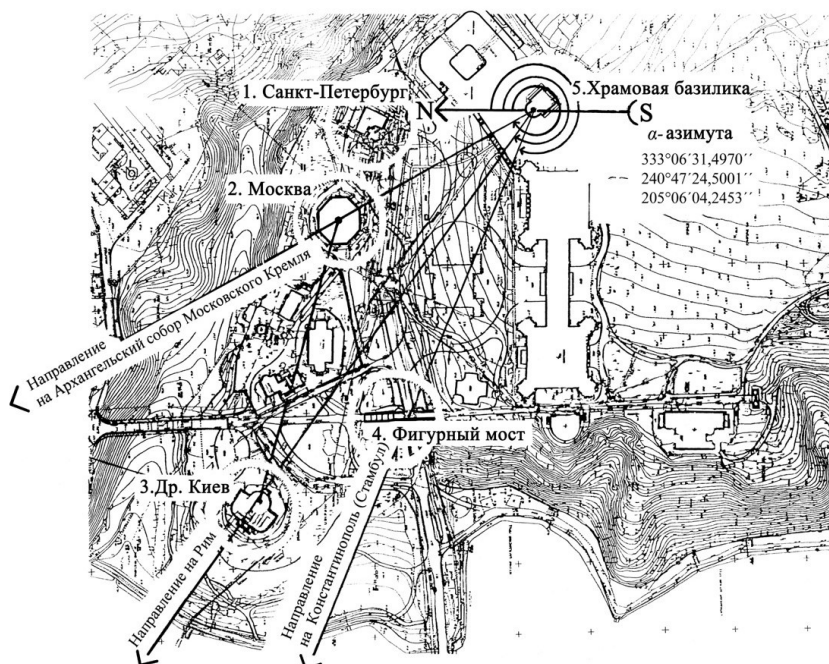 1. Санкт-Петербург
N
S
5.Храмовая базилика
α- азимута
333°06´31,4970´´
240°47´24,5001´´
205°06´04,2453´´
2. Москва
Направление
на Архангельский собор Московского Кремля
4. Фигурный мост
3.Др. Киев
Направление на Рим
Направление
на Константинополь (Стамбул)